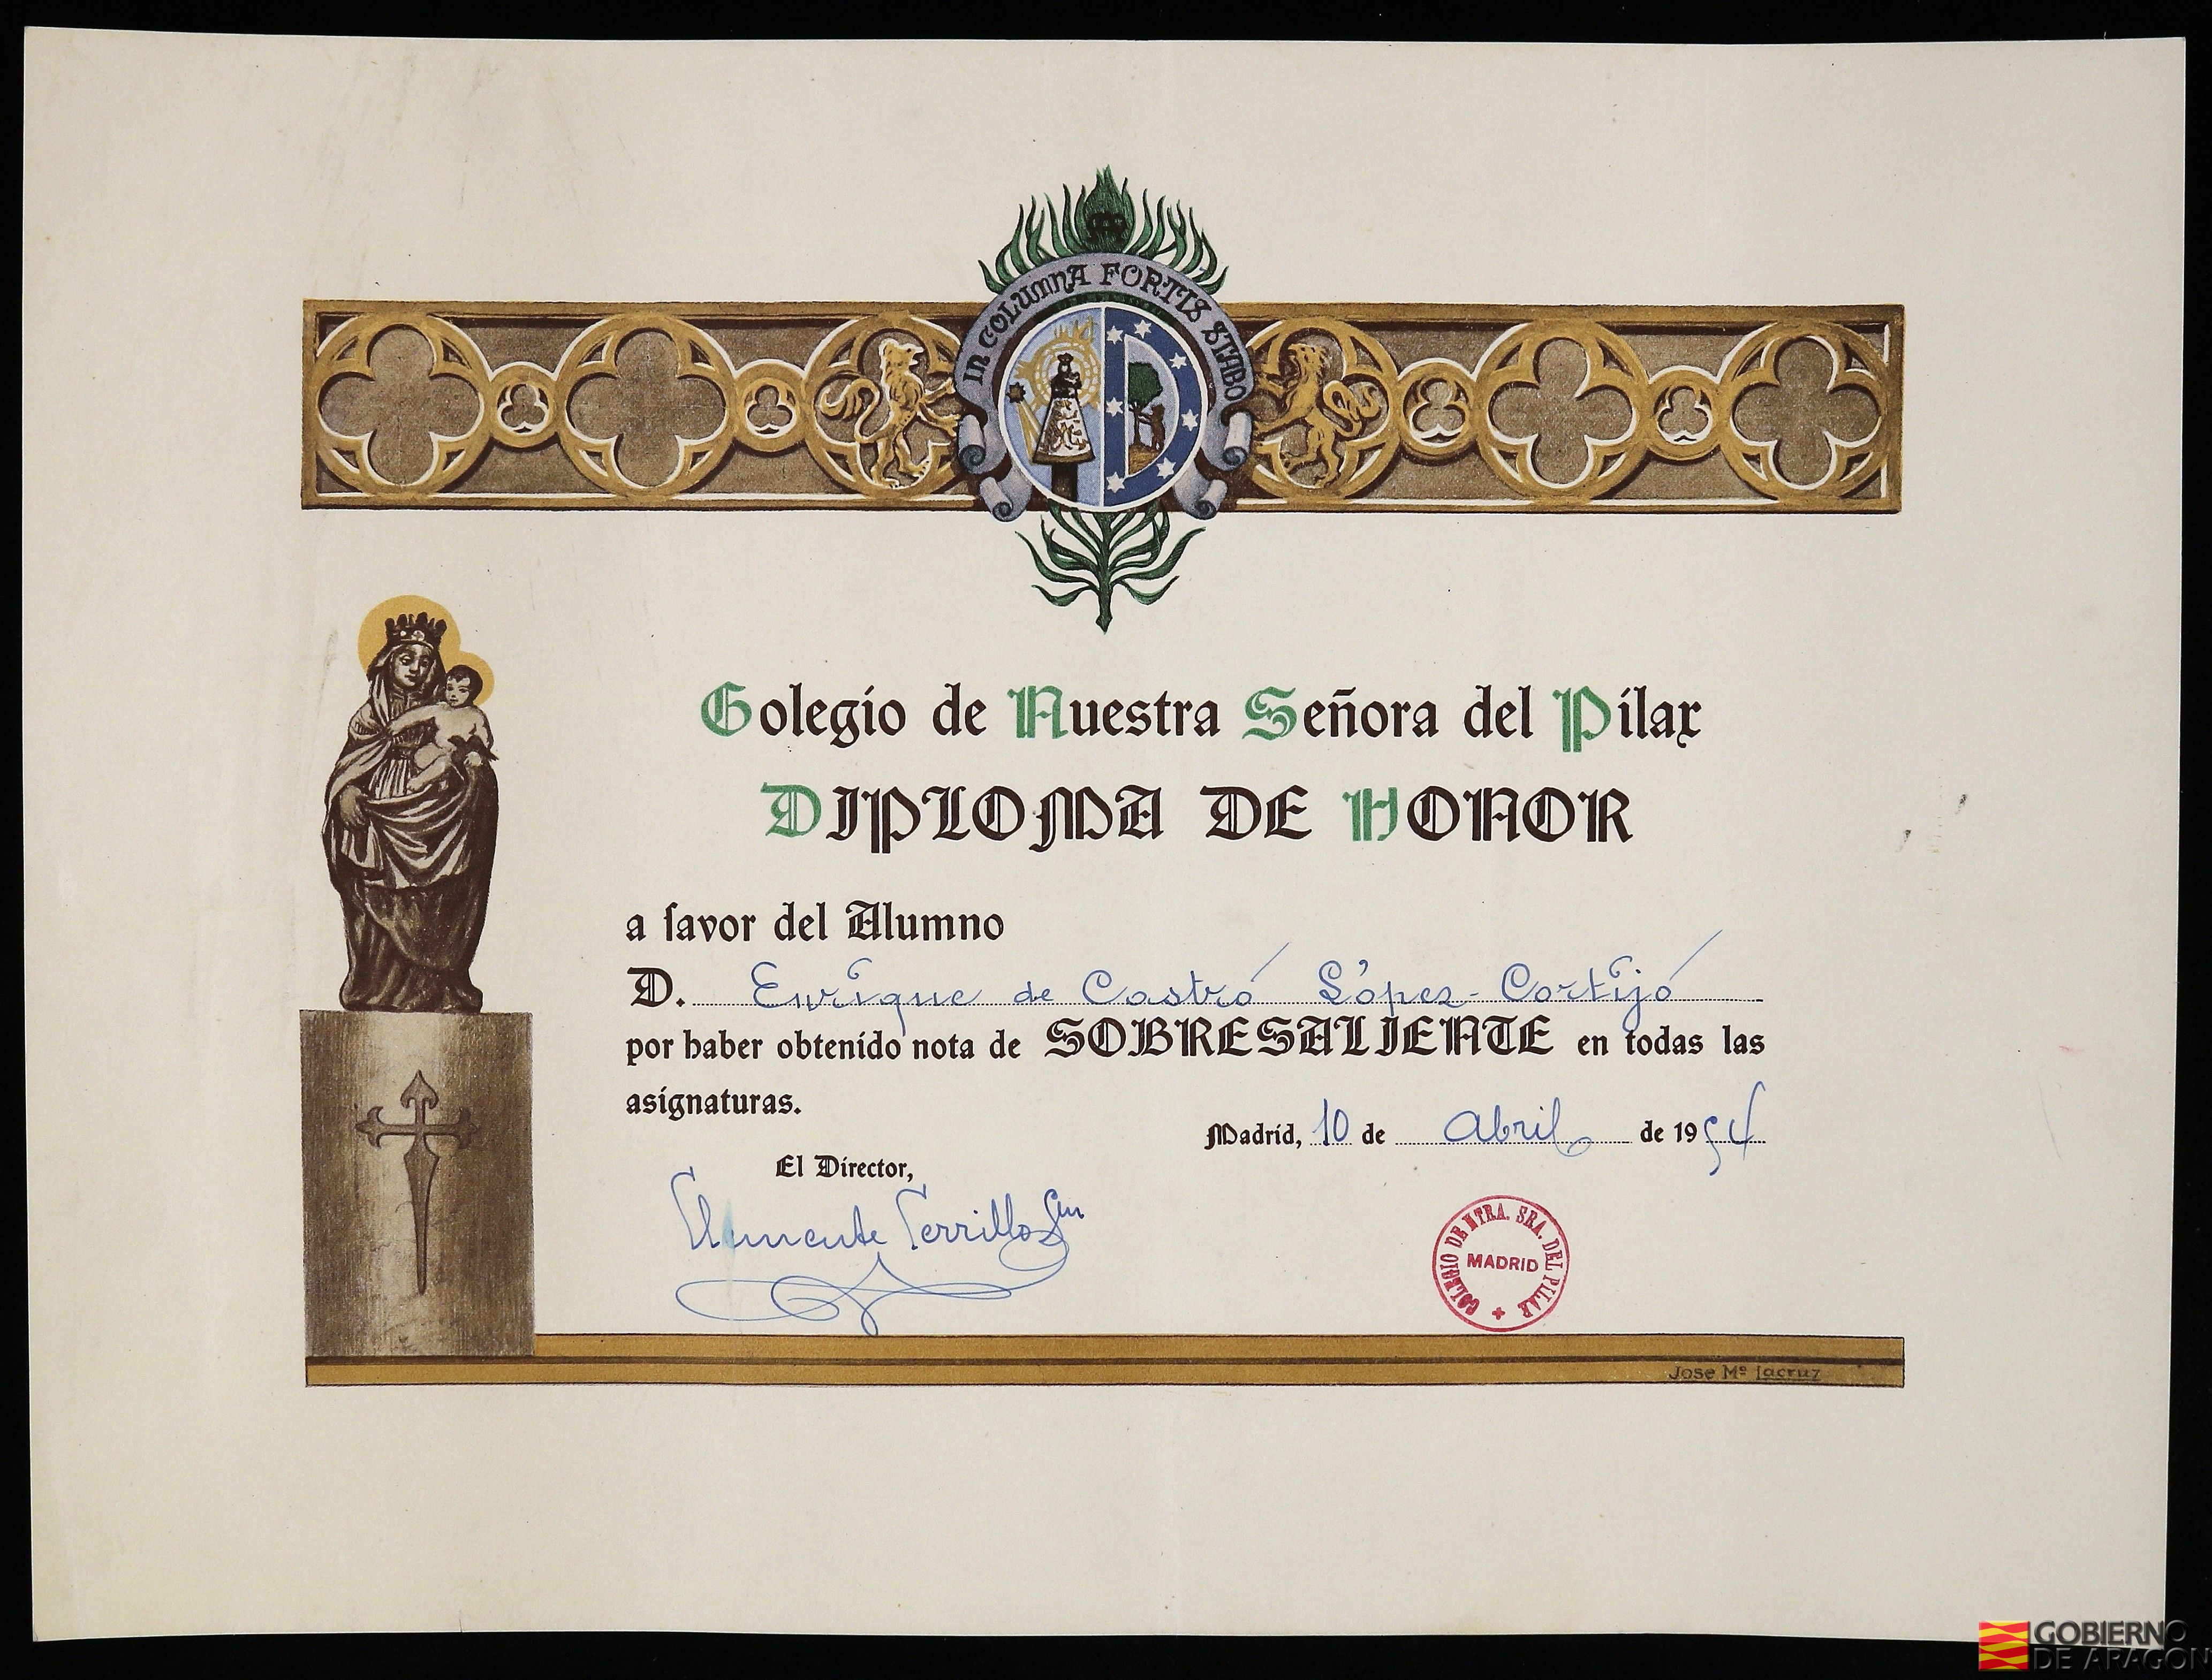 IN COLUMNA FORTIS STABO
Colegio de Nuestra Señora del Pilar
DIPLOMA DE HONOR
a favor del Alumno
D. Enrique de Castro López-Cortijo
por haber obtenido nota de SOBRESALIENTE en todas las
asignaturas.
Madrid, 10 de Abril de 1954
El Director,
Clemente
COLEGIO DE NTRA. SRA. DEL PILAR
MADRID
Jose Mª Lacruz
GOBIERNO
DE ARAGON